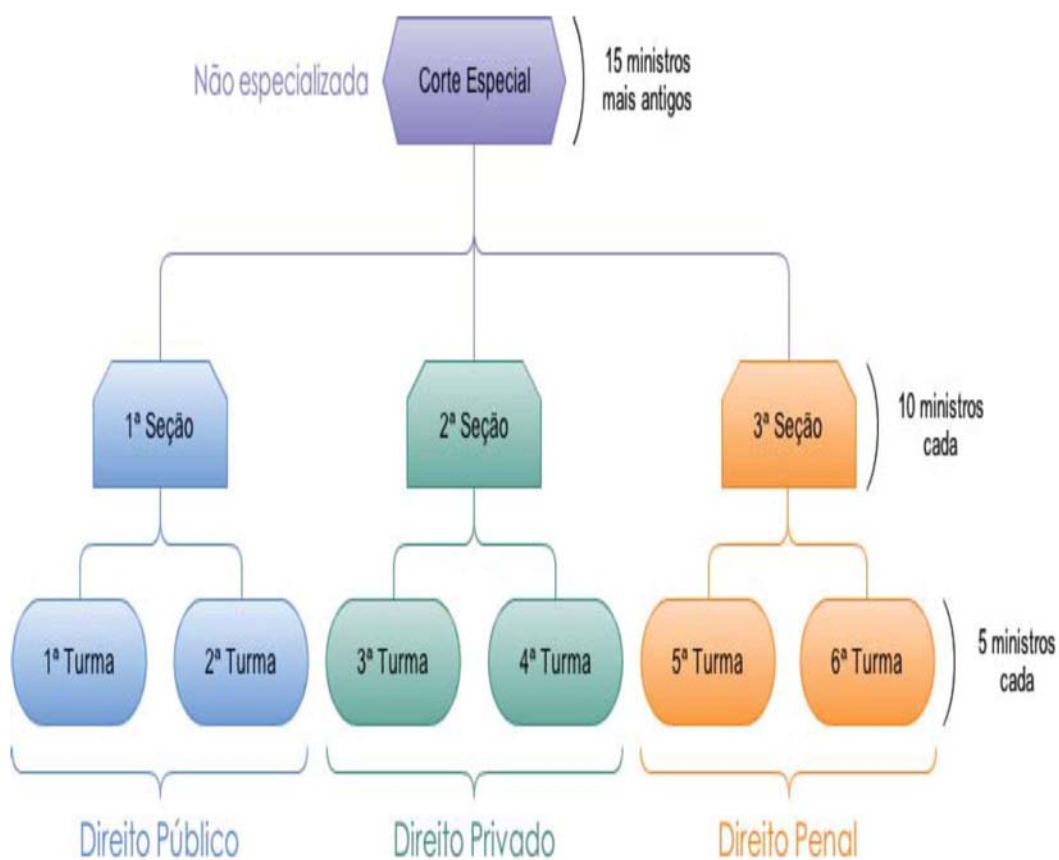 Não especializada
Corte Especial
15 ministros
mais antigos
1ª Seção
2ª Seção
3ª Seção
10 ministros
cada
1ª Turma
2ª Turma
3ª Turma
4ª Turma
5ª Turma
6ª Turma
5 ministros
cada
Direito Público
Direito Privado
Direito Penal